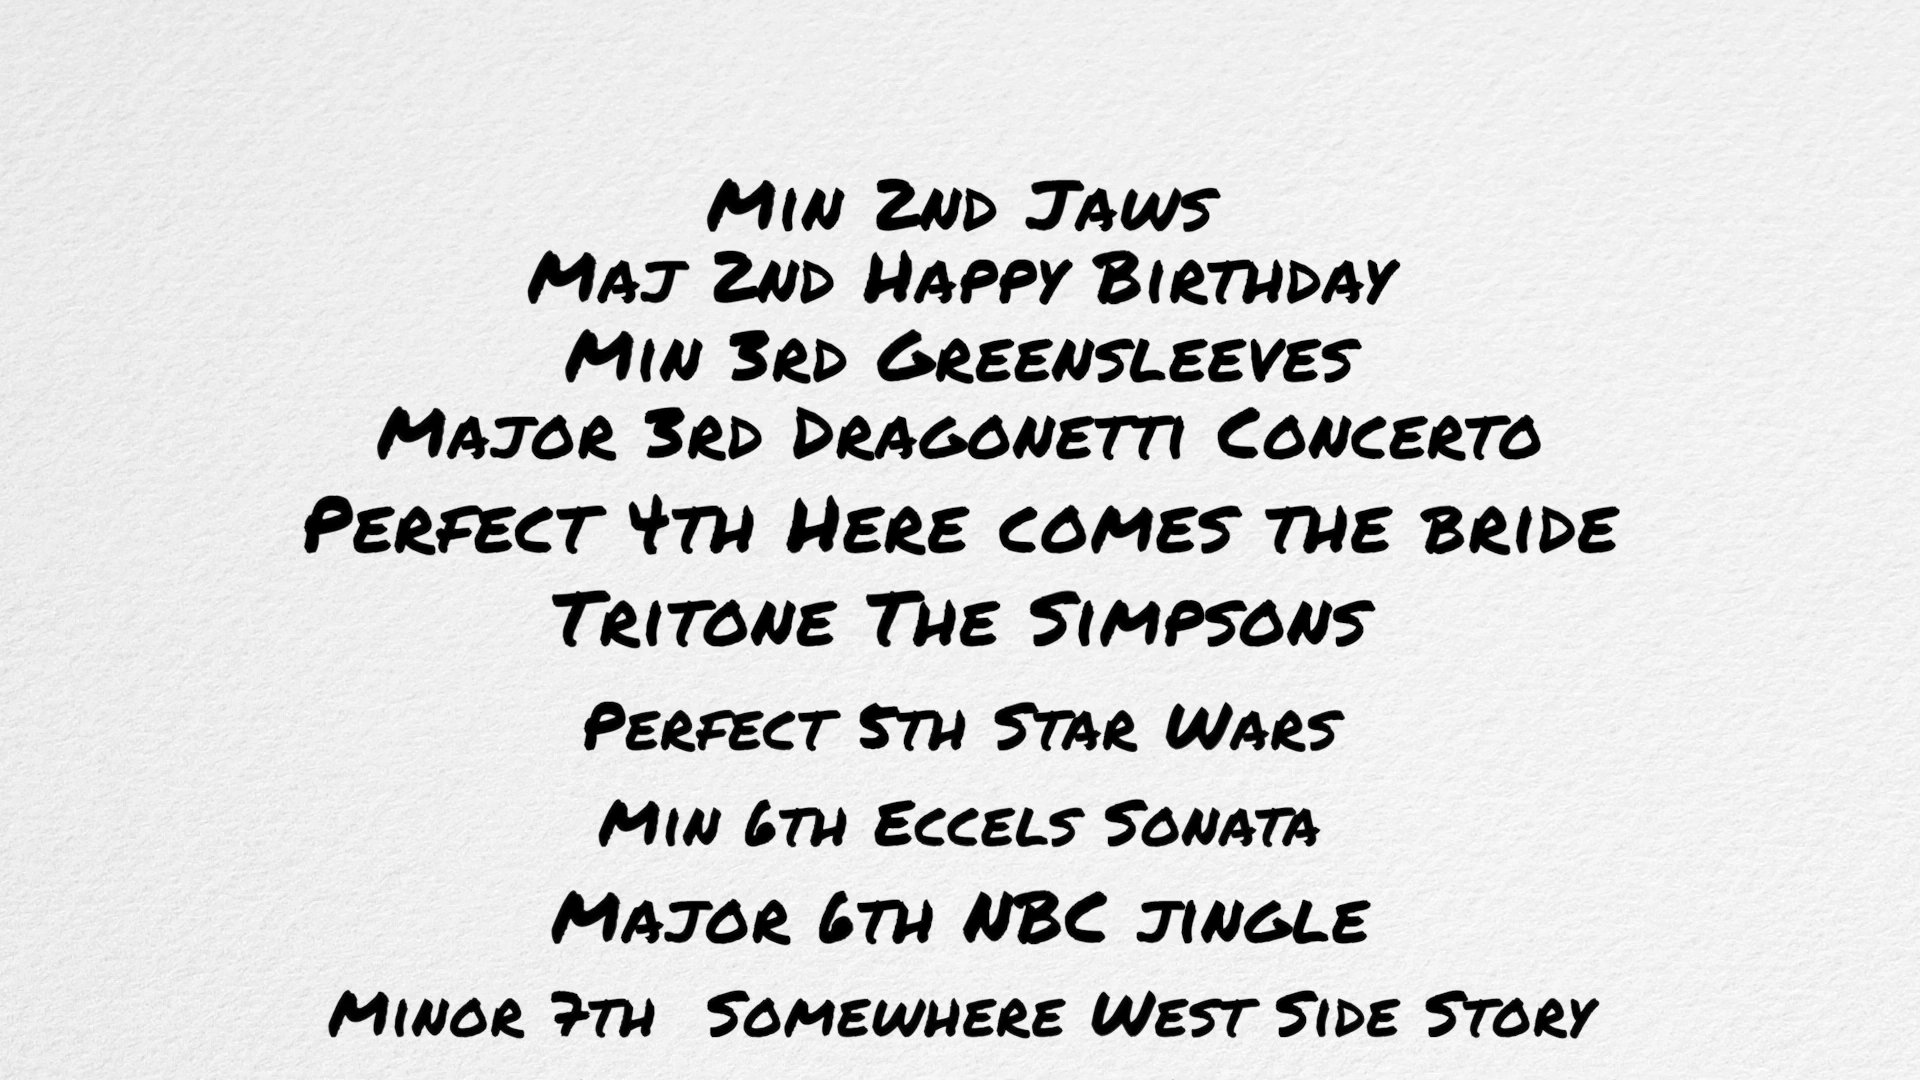 Min 2nd Jaws
Maj 2nd Happy Birthday
Min 3rd Greensleeves
Major 3rd Dragonetti Concerto
Perfect 4th Here comes the bride
Tritone The Simpsons
Perfect 5th Star Wars
Min 6th Eccels Sonata
Major 6th NBC jingle
Minor 7th Somewhere West Side Story